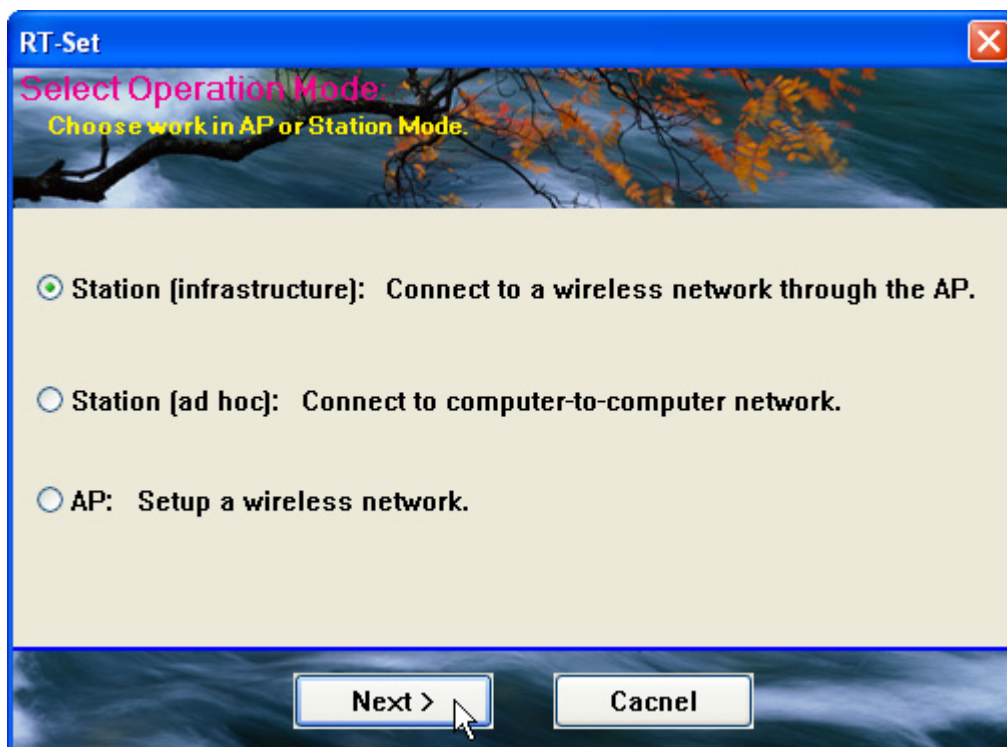 RT-Set
Select Operation Mode:
Choose work in AP or Station Mode.
Station (infrastructure): Connect to a wireless network through the AP.
Station (ad hoc): Connect to computer-to-computer network.
AP: Setup a wireless network.
Next >
Cacnel